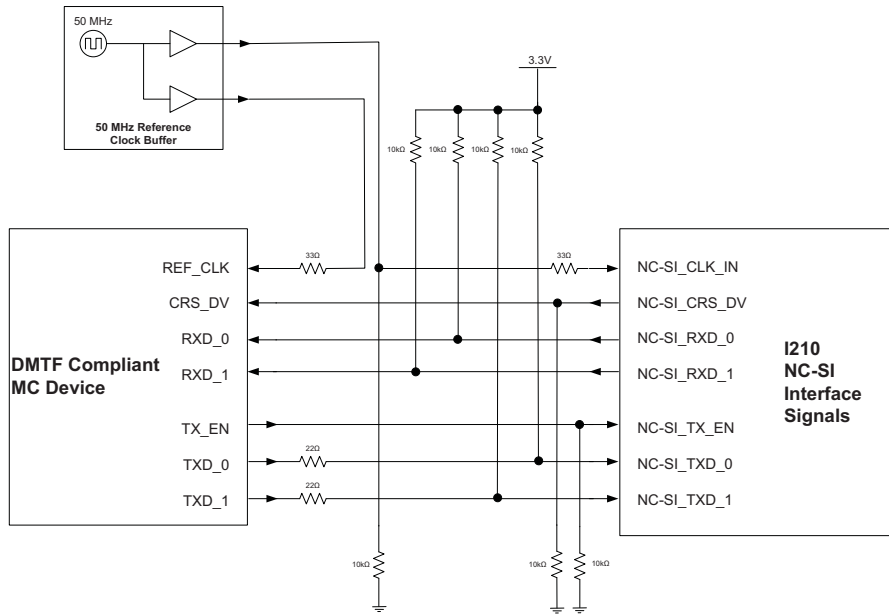 50 MHz
50 MHz Reference
Clock Buffer
3.3V
10kΩ
10kΩ
10kΩ
10kΩ
DMTF Compliant
MC Device
REF_CLK
CRS_DV
RXD_0
RXD_1
TX_EN
TXD_0
TXD_1
33Ω
33Ω
22Ω
22Ω
NC-SI_CLK_IN
NC-SI_CRS_DV
NC-SI_RXD_0
NC-SI_RXD_1
NC-SI_TX_EN
NC-SI_TXD_0
NC-SI_TXD_1
I210
NC-SI
Interface
Signals
10kΩ
10kΩ
10kΩ